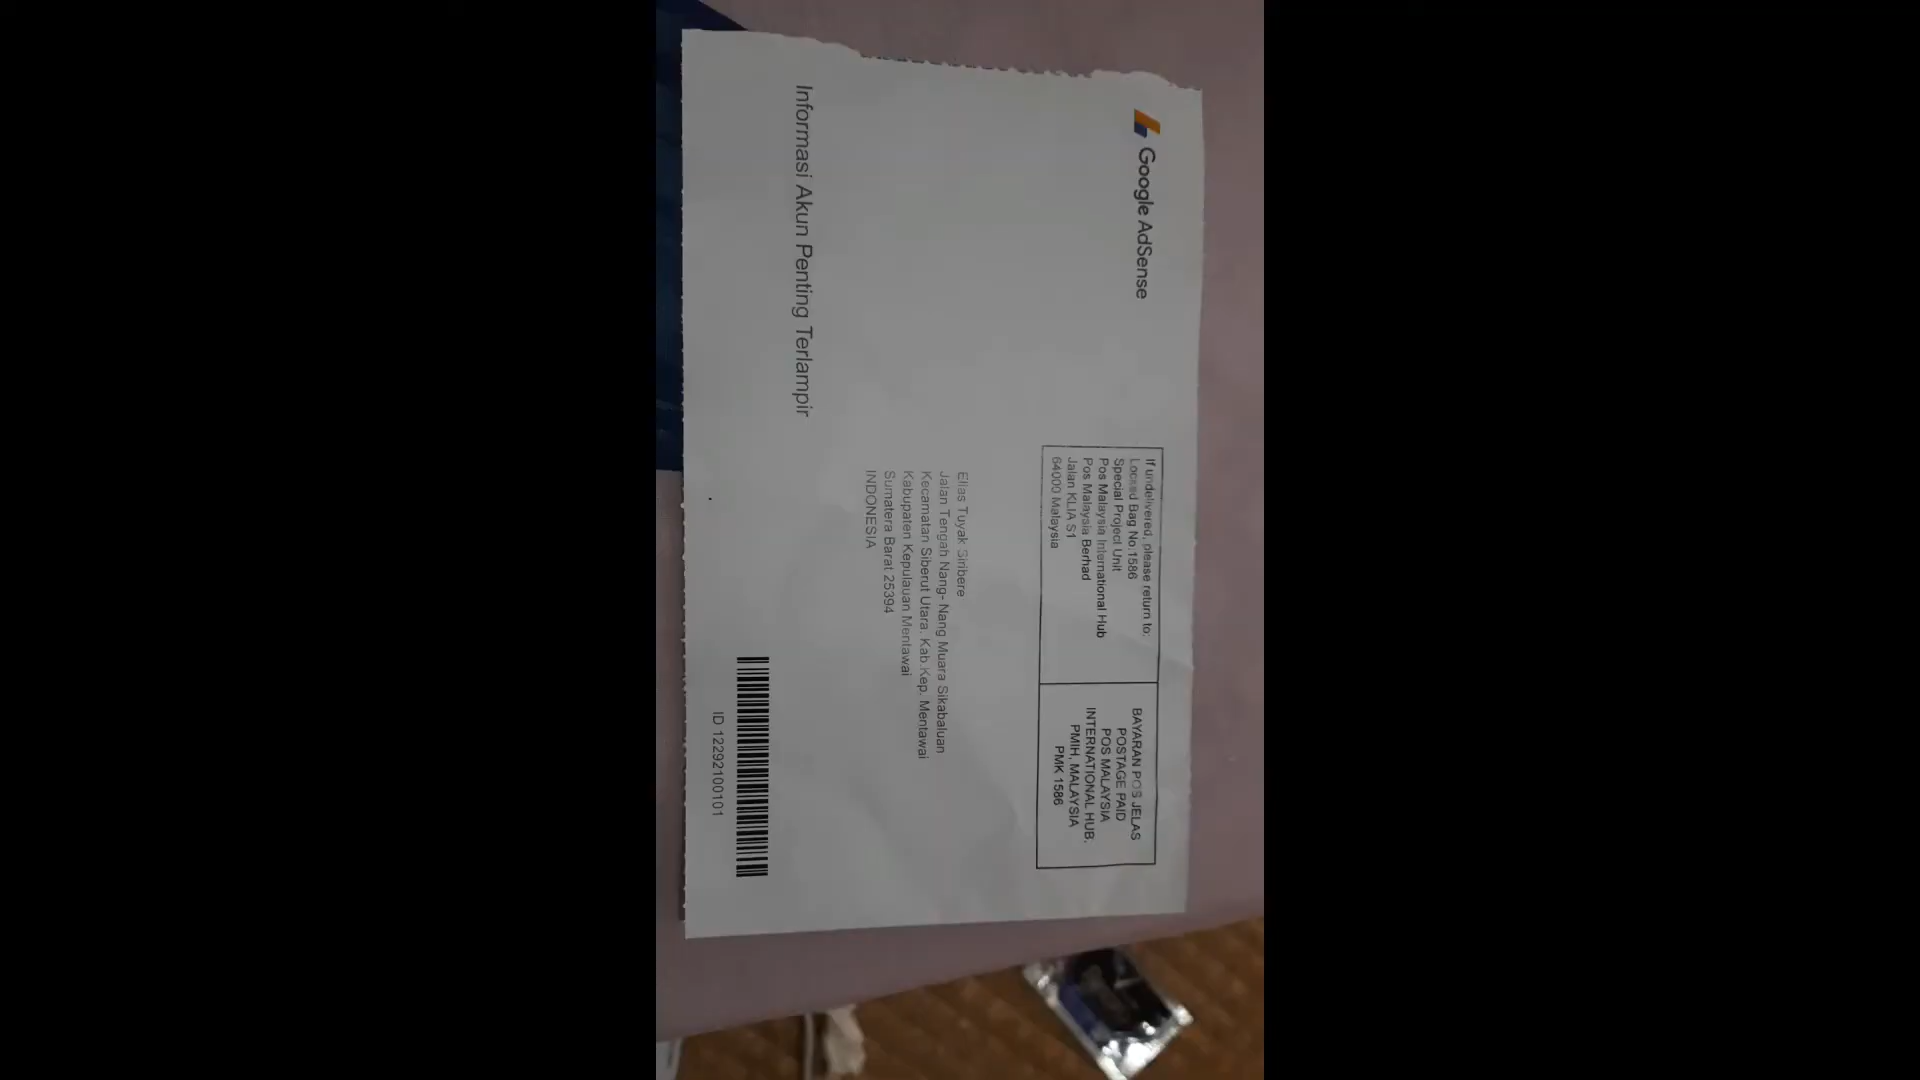 Google AdSense
If undelivered, please return to:
Locked Bag No.1586
Special Project Unit
Pos Malaysia International Hub
Pos Malaysia Berhad
Jalan KLIA S1
64000 Malaysia
BAYARAN POS JELAS
POSTAGE PAID
POS MALAYSIA
INTERNATIONAL HUB,
PMIH, MALAYSIA
PMK 1586
Elias Tuyak Siribere
Jalan Tengah Nang- Nang Muara Sikabaluan
Kecamatan Siberut Utara. Kab.Kep. Mentawai
Kabupaten Kepulauan Mentawai
Sumatera Barat 25394
INDONESIA
Informasi Akun Penting Terlampir
ID 12292100101